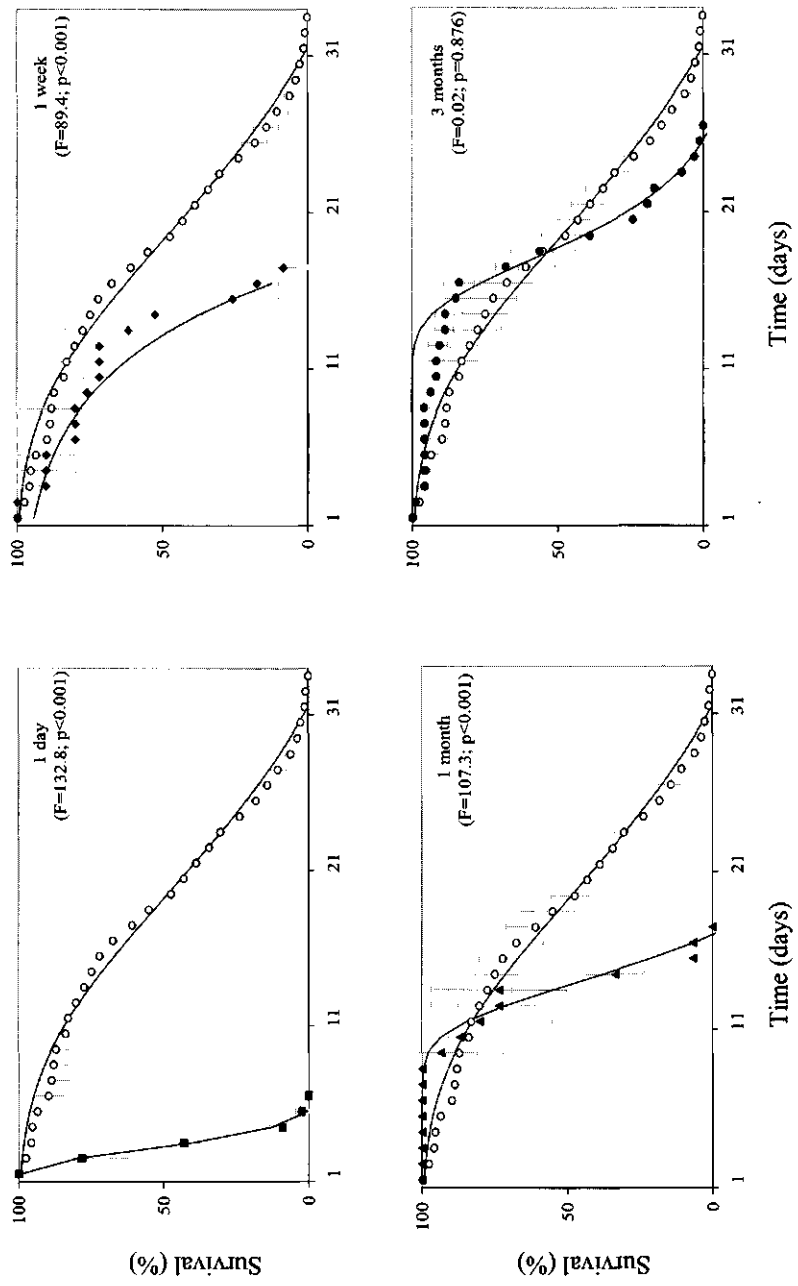 1 day
(F=132.8; p<0.001)
Survival (%)
100
50
0
1
11
21
31
1 week
(F=89.4; p<0.001)
100
50
0
1
11
21
31
1 month
(F=107.3; p<0.001)
Survival (%)
100
50
0
1
11
21
31
Time (days)
3 months
(F=0.02; p=0.876)
100
50
0
1
11
21
31
Time (days)